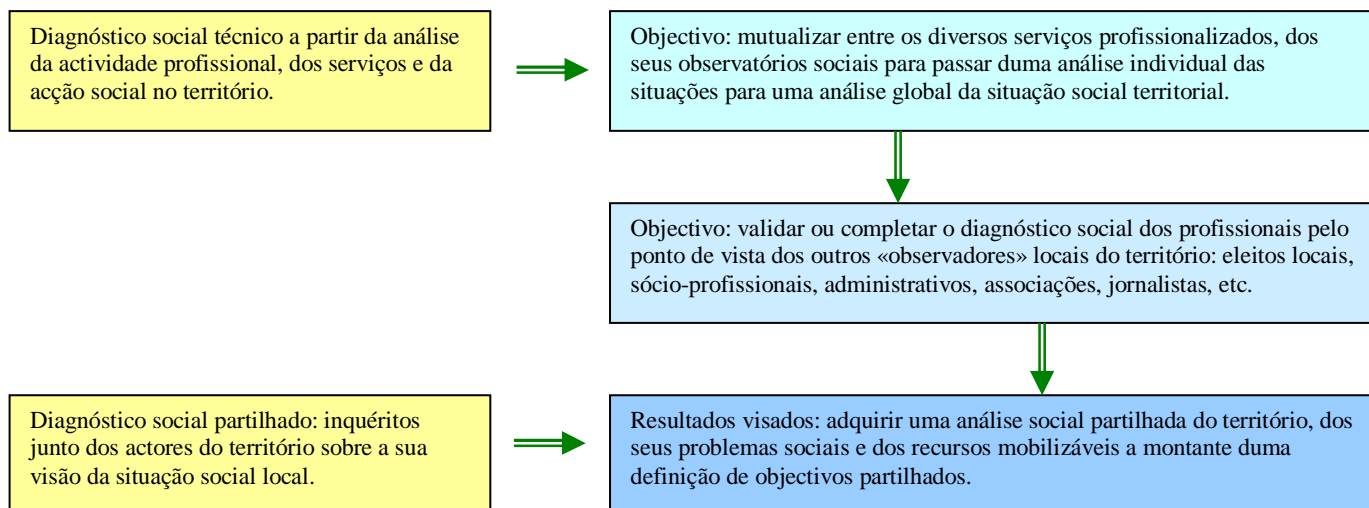 Diagnóstico social técnico a partir da análise
da actividade profissional, dos serviços e da
acção social no território.
Objectivo: mutualizar entre os diversos serviços profissionalizados, dos
seus observatórios sociais para passar duma análise individual das
situações para uma análise global da situação social territorial.
Objectivo: validar ou completar o diagnóstico social dos profissionais pelo
ponto de vista dos outros «observadores» locais do território: eleitos locais,
sócio-profissionais, administrativos, associações, jornalistas, etc.
Diagnóstico social partilhado: inquéritos
junto dos actores do território sobre a sua
visão da situação social local.
Resultados visados: adquirir uma análise social partilhada do território, dos
seus problemas sociais e dos recursos mobilizáveis a montante duma
definição de objectivos partilhados.